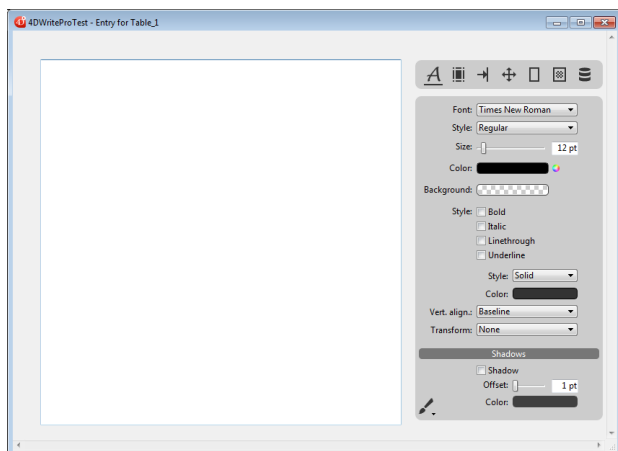 4DWriteProTest - Entry for Table_1
A
Font: Times New Roman
Style: Regular
Size: 12 pt
Color:
Background:
Style: Bold
Italic
Linethrough
Underline
Style: Solid
Color:
Vert. align.: Baseline
Transform: None
Shadows
Shadow
Offset: 1 pt
Color: